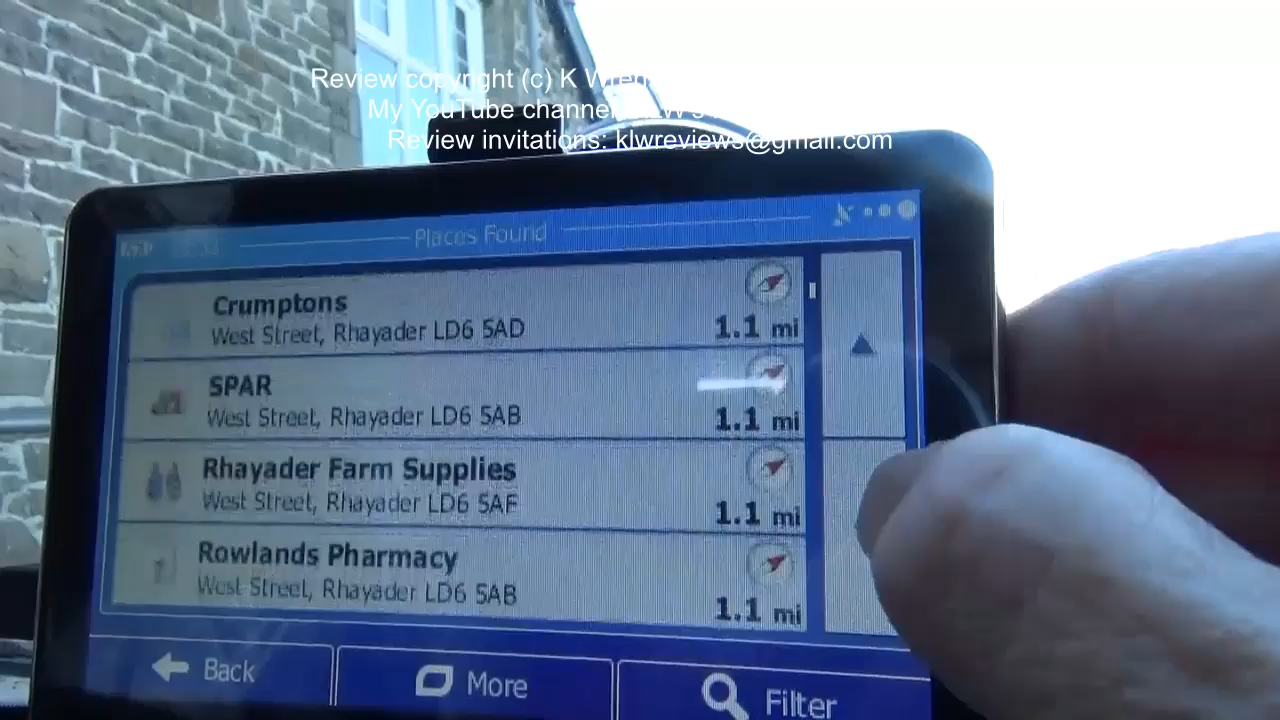 Review copyright (c) K
My YouTube channel
Review invitations: klwreviews@gmail.com
Places Found
Crumptons
West Street, Rhayader LD6 5AD
1.1 mi
SPAR
West Street, Rhayader LD6 5AB
1.1 mi
Rhayader Farm Supplies
West Street, Rhayader LD6 5AF
1.1 mi
Rowlands Pharmacy
West Street, Rhayader LD6 5AB
1.1 mi
Back
More
Filter